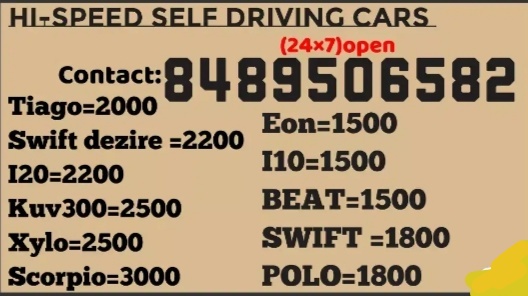 HI-SPEED SELF DRIVING CARS
(24×7)open
Contact:8489506582
Tiago=2000
Swift dezire =2200
I20=2200
Kuv300=2500
Xylo=2500
Scorpio=3000
Eon=1500
I10=1500
BEAT=1500
SWIFT =1800
POLO=1800